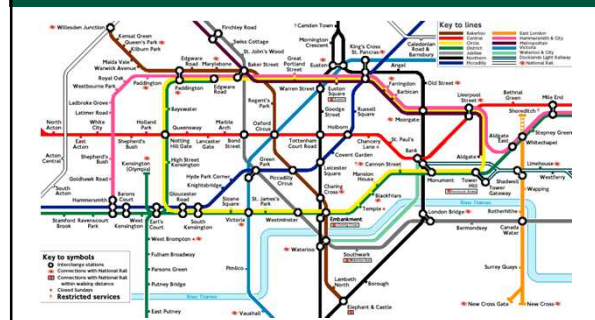 Willesden Junction
Kensal Green
Queen's Park
Kilburn Park
Maida Vale
Warwick Avenue
Royal Oak
Westbourne Park
Ladbroke Grove
Latimer Road
White
City
North
Acton
East
Acton
Holland
Park
Shepherd's
Bush
Shepherd's
Bush
Acton
Central
South
Acton
Goldhawk Road
Hammersmith
Kensington
(Olympia)
Barons
Court
Stamford
Brook
Ravenscourt
Park
West
Kensington
Earl's
Court
West Brompton
Fulham Broadway
Parsons Green
Putney Bridge
East Putney
Paddington
Paddington
Edgware
Road
Edgware
Road
Marylebone
Baker Street
Finchley Road
Swiss Cottage
St. John's Wood
Great
Portland
Street
Bayswater
Queensway
Notting
Hill Gate
Lancaster
Gate
Marble
Arch
Bond
Street
Oxford
Circus
Regent's
Park
High Street
Kensington
Hyde Park Corner
Knightsbridge
Gloucester
Road
South
Kensington
Sloane
Square
Victoria
Pimlico
Vauxhall
Green
Park
Piccadilly
Circus
St. James's
Park
Westminster
Camden Town
Mornington
Crescent
Euston
King's Cross
St. Pancras
Caledonian
Road &
Barnsbury
Angel
Warren Street
Euston
Square
Goodge
Street
Russell
Square
Tottenham
Court Road
Holborn
Chancery
Lane
Covent Garden
Leicester
Square
Charing
Cross
Embankment
Waterloo
Southwark
Lambeth
North
Borough
Elephant & Castle
Farringdon
Barbican
Moorgate
Old Street
Liverpool
Street
St. Paul's
Bank
Cannon Street
Mansion
House
Blackfriars
Temple
Monument
Tower
Hill
Aldgate
Aldgate
East
Bethnal
Green
Mile End
Shoreditch
Stepney Green
Whitechapel
Limehouse
Westferry
Shadwell
Tower
Gateway
Wapping
River Thames
London Bridge
Bermondsey
Rotherhithe
Canada
Water
Surrey Quays
New Cross Gate
New Cross
River Thames
Key to lines
Bakerloo
Central
Circle
District
Jubilee
Northern
Piccadilly
East London
Hammersmith & City
Metropolitan
Victoria
Waterloo & City
Docklands Light Railway
National Rail
Key to symbols
Interchange stations
Connections with National Rail
Connections with National Rail
within walking distance
Closed Sundays
Restricted services